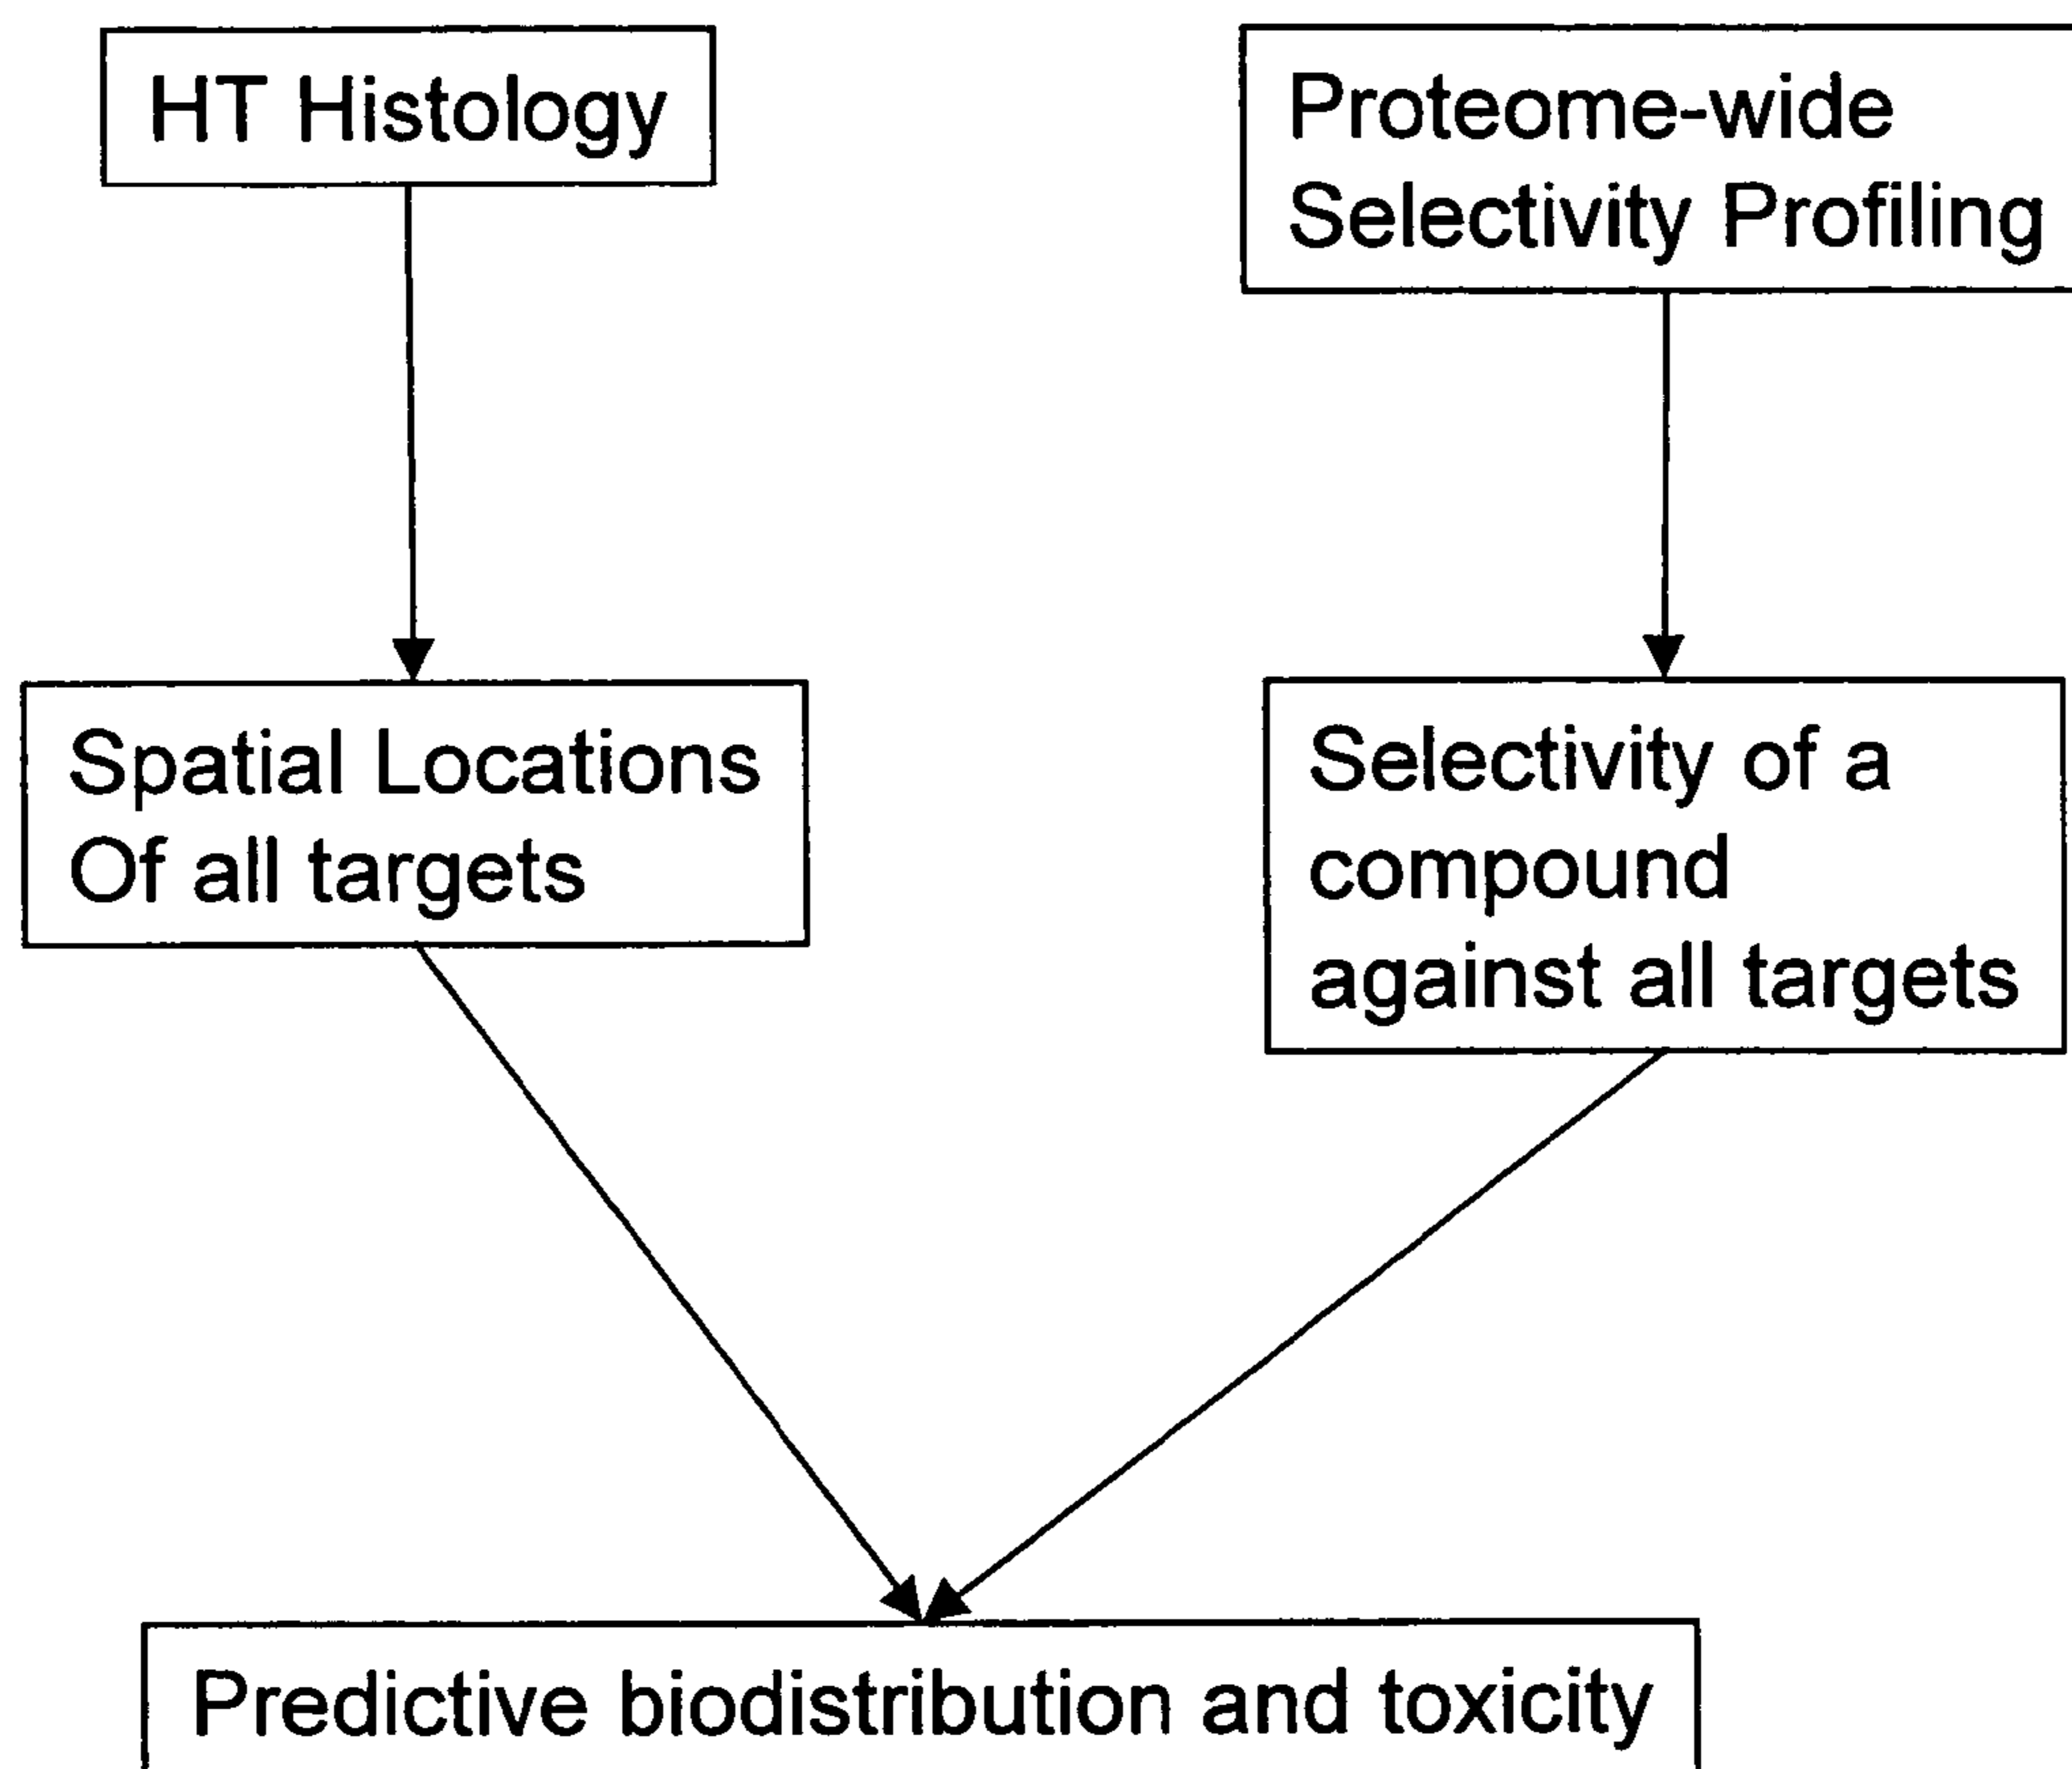 HT Histology
Proteome-wide
Selectivity Profiling
Spatial Locations
Of all targets
Selectivity of a
compound
against all targets
Predictive biodistribution and toxicity